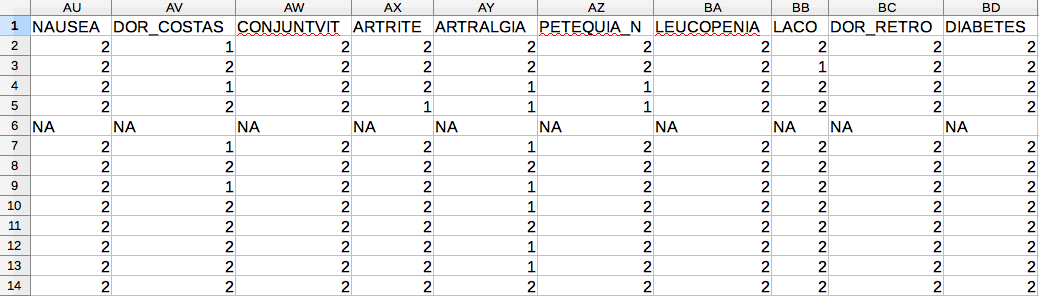 AU AV AW AX AY AZ BA BB BC BD
1 NAUSEA DOR_COSTAS CONJUNTVIT ARTRITE ARTRALGIA PETEQUIA_N LEUCOPENIA LACO DOR_RETRO DIABETES
2 2 1 2 2 2 2 2 2 2 2
3 2 2 2 2 2 2 2 1 2 2
4 2 1 2 2 1 1 2 2 2 2
5 2 2 2 1 1 1 2 2 2 2
6 NA NA NA NA NA NA NA NA NA NA
7 2 1 2 2 1 2 2 2 2 2
8 2 2 2 2 2 2 2 2 2 2
9 2 1 2 2 1 2 2 2 2 2
10 2 2 2 2 1 2 2 2 2 2
11 2 2 2 2 2 2 2 2 2 2
12 2 2 2 2 1 2 2 2 2 2
13 2 2 2 2 1 2 2 2 2 2
14 2 2 2 2 2 2 2 2 2 2